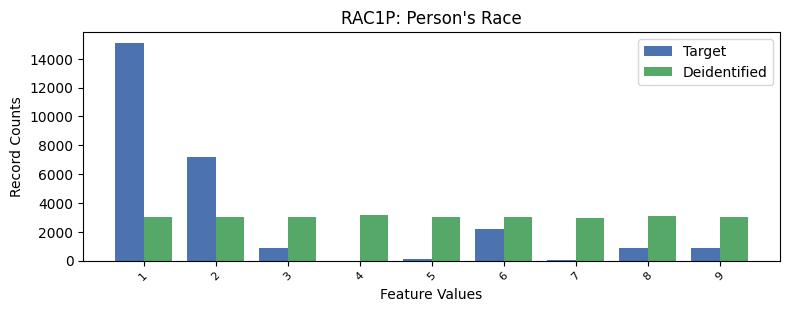 RAC1P: Person's Race
Target
Deidentified
Record Counts
14000
12000
10000
8000
6000
4000
2000
0
1 2 3 4 5 6 7 8 9
Feature Values